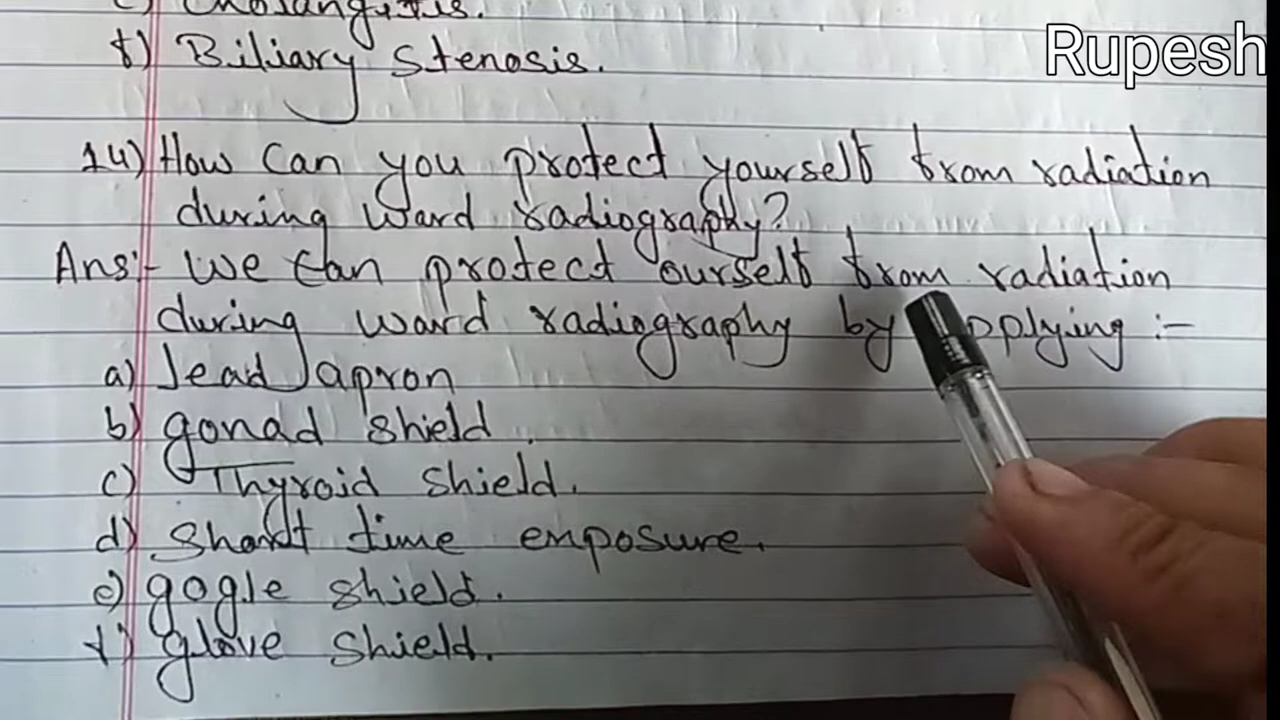 e) Cholangitis.
Rupesh
f) Biliary Stenosis.
14) How Can you protect yourself from radiation
during ward radiography?
Ans:- We Can protect ourself from radiation
during ward radiography by applying :-
a) lead apron
b) gonad shield.
c) Thyroid shield.
d) Short time emposure.
e) gogle shield.
f) glove shield.